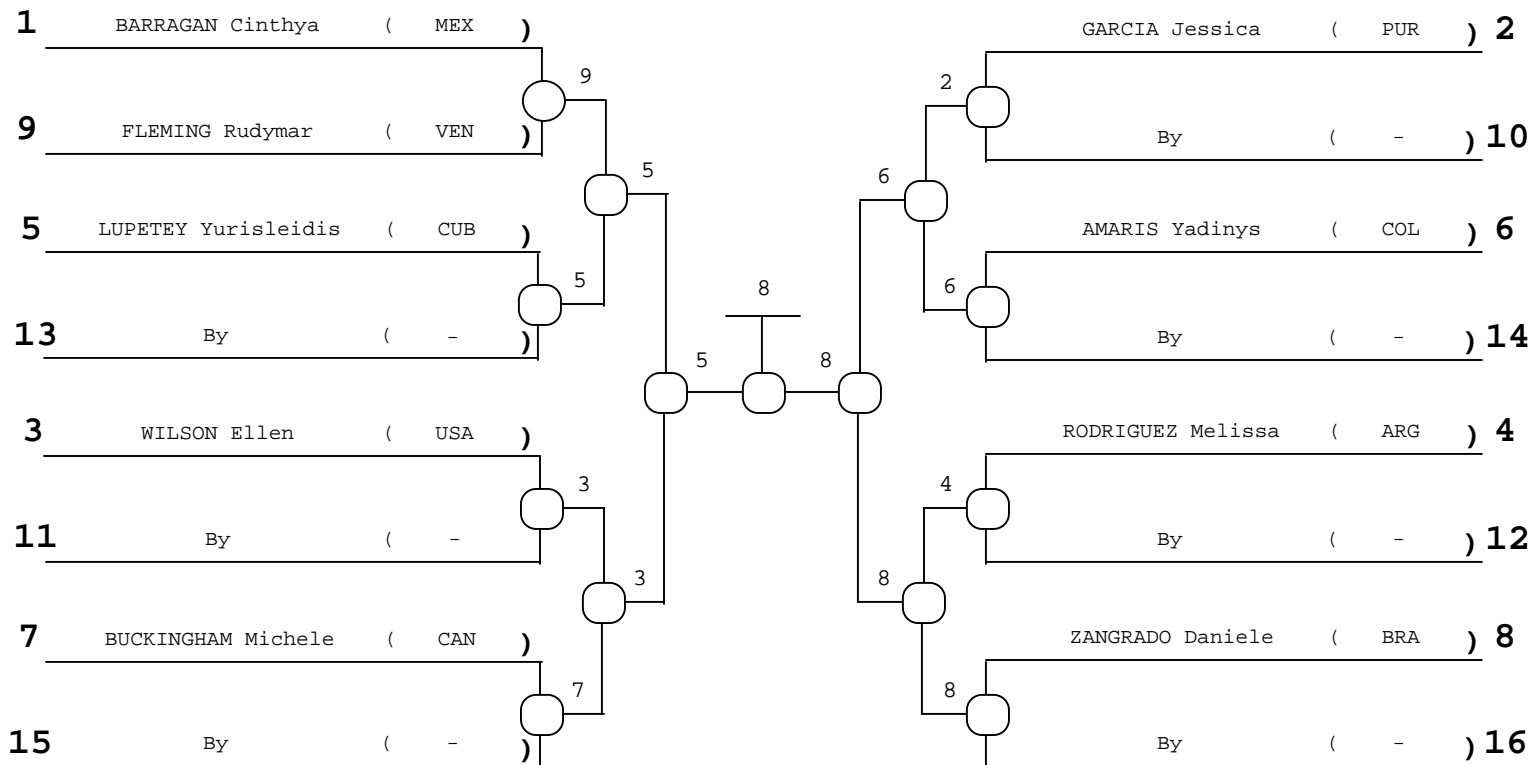 1 BARRAGAN Cinthya ( MEX ) GARCIA Jessica ( PUR ) 2
9 2
9 FLEMING Rudymar ( VEN ) By ( - ) 10
5 6
5 LUPETEY Yurisleidis ( CUB ) AMARIS Yadinys ( COL ) 6
5 8 6
13 By ( - ) By ( - ) 14
5 8
3 WILSON Ellen ( USA ) RODRIGUEZ Melissa ( ARG ) 4
3 4
11 By ( - By ( - ) 12
3 8
7 BUCKINGHAM Michele ( CAN ) ZANGRADO Daniele ( BRA ) 8
7 8
15 By ( - ) By ( - ) 16